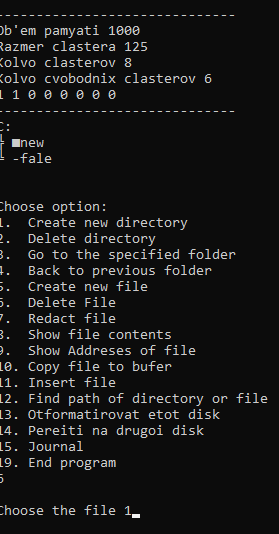 ----------------------------
Ob'em pamyati 1000
Razmer clastera 125
Kolvo clasterov 8
Kolvo cvobodnix clasterov 6
1 1 0 0 0 0 0 0
----------------------------
C:
╠ ■new
╚ -fale
Choose option:
1.  Create new directory
2.  Delete directory
3.  Go to the specified folder
4.  Back to previous folder
5.  Create new file
6.  Delete File
7.  Redact file
8.  Show file contents
9.  Show Addreses of file
10. Copy file to bufer
11. Insert file
12. Find path of directory or file
13. Otformatirovat etot disk
14. Pereiti na drugoi disk
15. Journal
19. End program
6
Choose the file 1